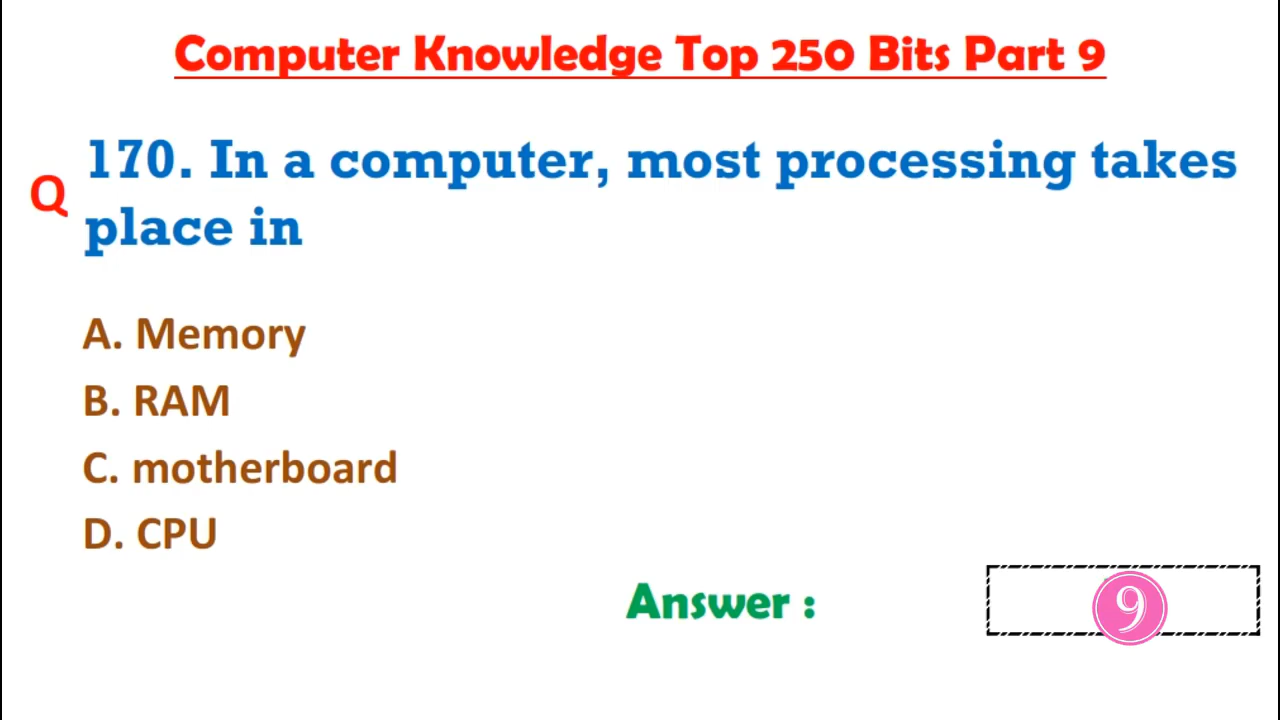 Computer Knowledge Top 250 Bits Part 9
Q
170. In a computer, most processing takes
place in
A. Memory
B. RAM
C. motherboard
D. CPU
Answer :
9